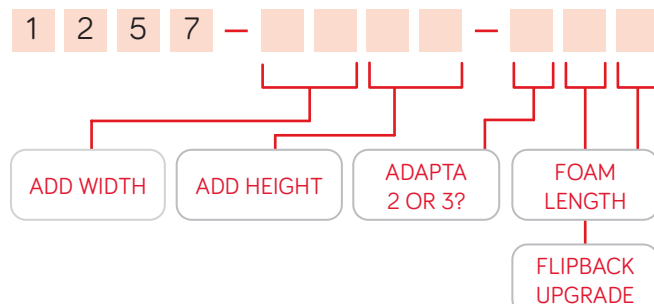 1 2 5 7 – –
ADD WIDTH
ADD HEIGHT
ADAPTA
2 OR 3?
FOAM
LENGTH
FLIPBACK
UPGRADE